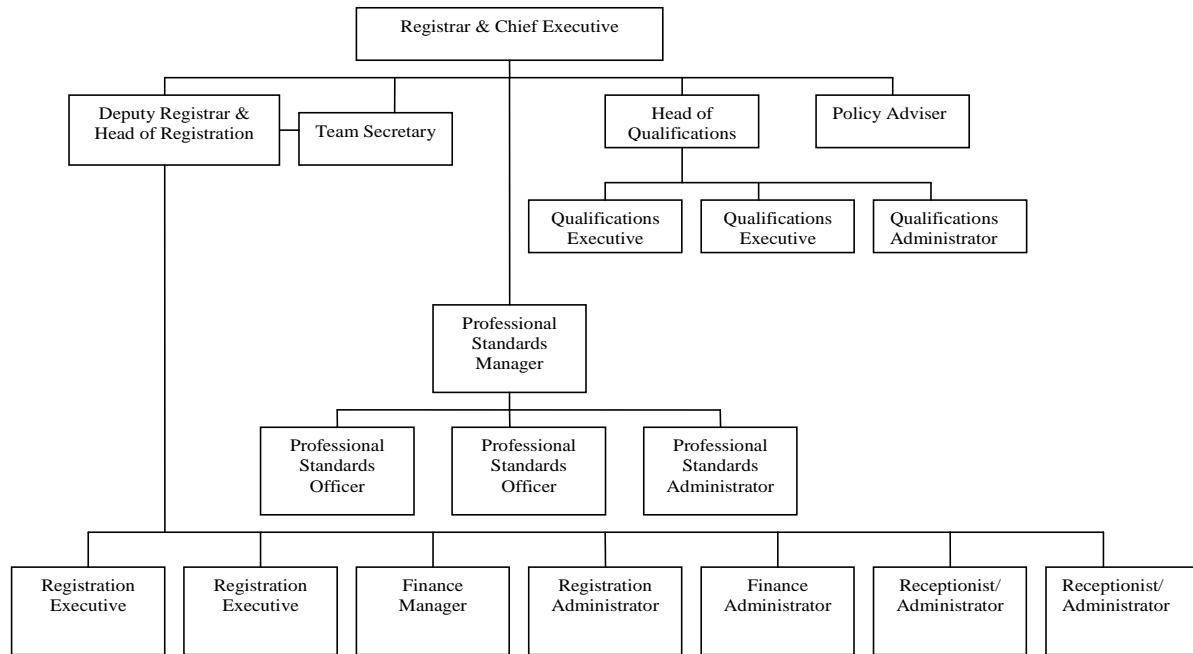 Registrar & Chief Executive
Deputy Registrar &
Head of Registration
Team Secretary
Head of
Qualifications
Policy Adviser
Qualifications
Executive
Qualifications
Executive
Qualifications
Administrator
Professional
Standards
Manager
Professional
Standards
Officer
Professional
Standards
Officer
Professional
Standards
Administrator
Registration
Executive
Registration
Executive
Finance
Manager
Registration
Administrator
Finance
Administrator
Receptionist/
Administrator
Receptionist/
Administrator